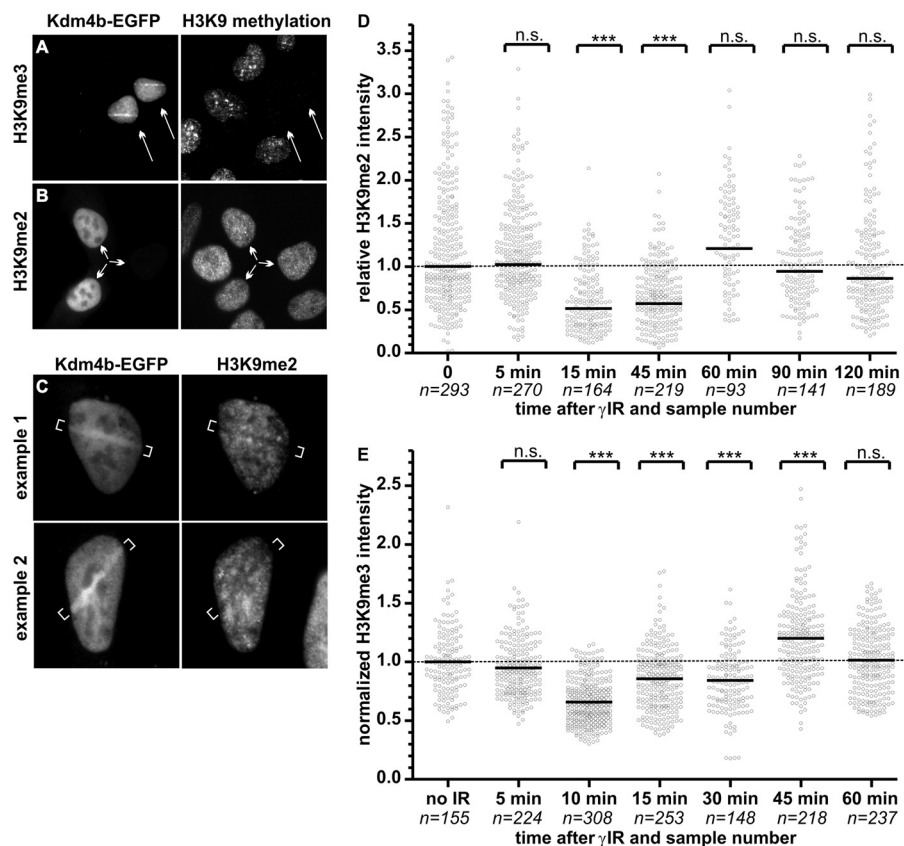 Kdm4b-EGFP H3K9 methylation
A
H3K9me3
B
H3K9me2
Kdm4b-EGFP H3K9me2
C
example 1
example 2
D
n.s. *** *** n.s. n.s. n.s.
relative H3K9me2 intensity
3.5
3.0
2.5
2.0
1.5
1.0
0.5
0.0
0 5 min 15 min 45 min 60 min 90 min 120 min
n=293 n=270 n=164 n=219 n=93 n=141 n=189
time after γIR and sample number
E
n.s. *** *** *** *** n.s.
normalized H3K9me3 intensity
2.5
2.0
1.5
1.0
0.5
0.0
no IR 5 min 10 min 15 min 30 min 45 min 60 min
n=155 n=224 n=308 n=253 n=148 n=218 n=237
time after γIR and sample number